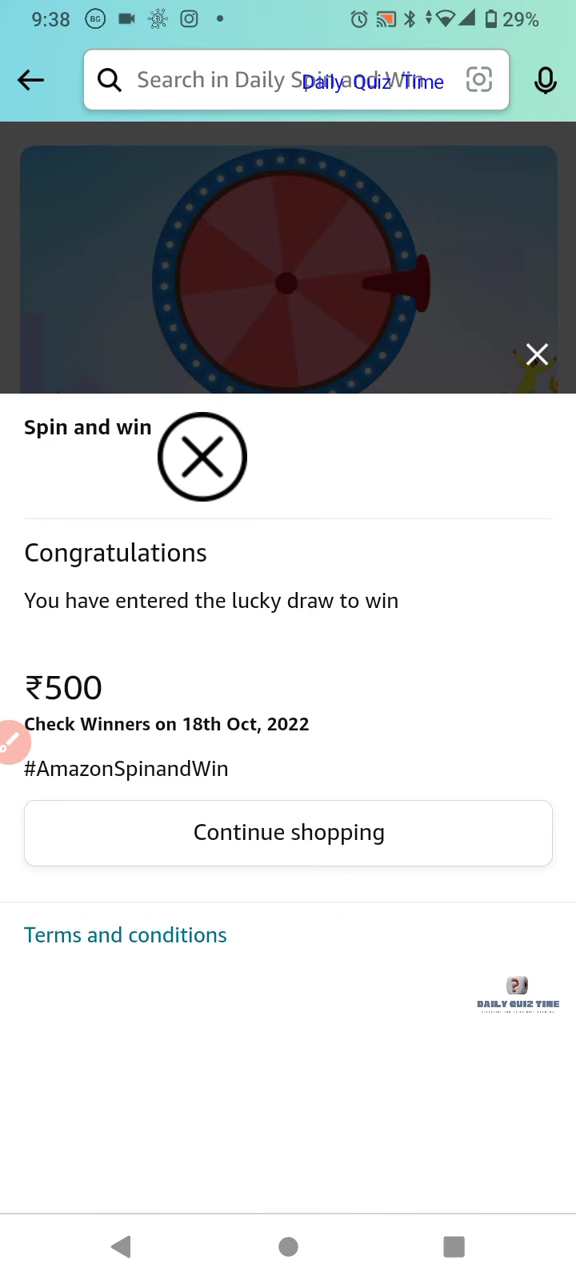 9:38
BG
29%
Search in Daily Spin and Win
Daily Quiz Time
Spin and win
Congratulations
You have entered the lucky draw to win
₹500
Check Winners on 18th Oct, 2022
#AmazonSpinandWin
Continue shopping
Terms and conditions
?
DAILY QUIZ TIME